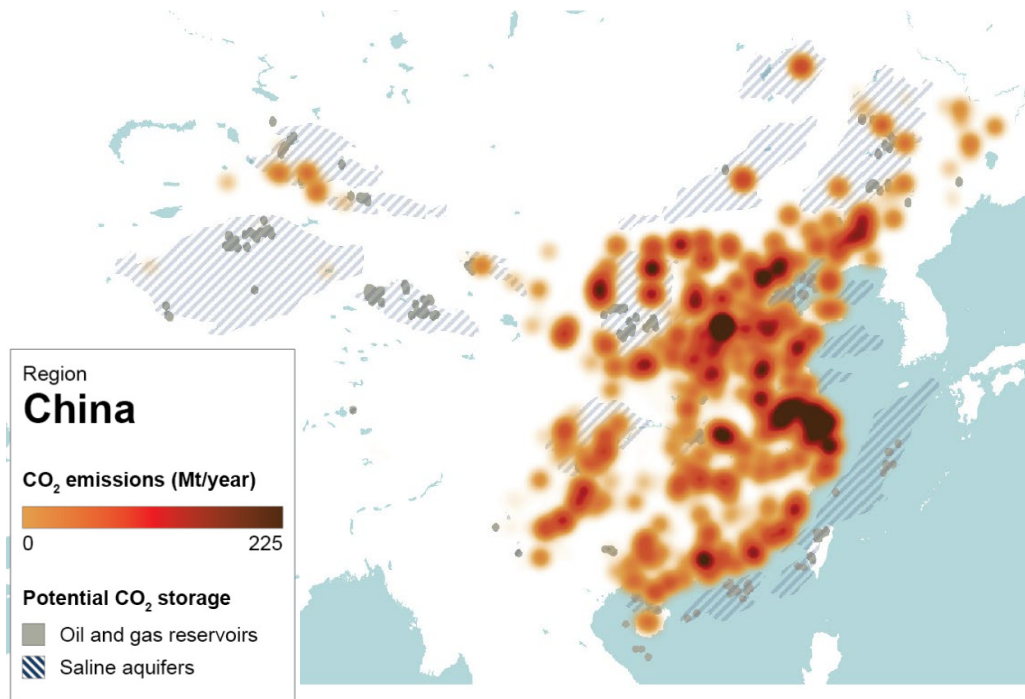 Region
China
CO₂ emissions (Mt/year)
0 225
Potential CO₂ storage
Oil and gas reservoirs
Saline aquifers